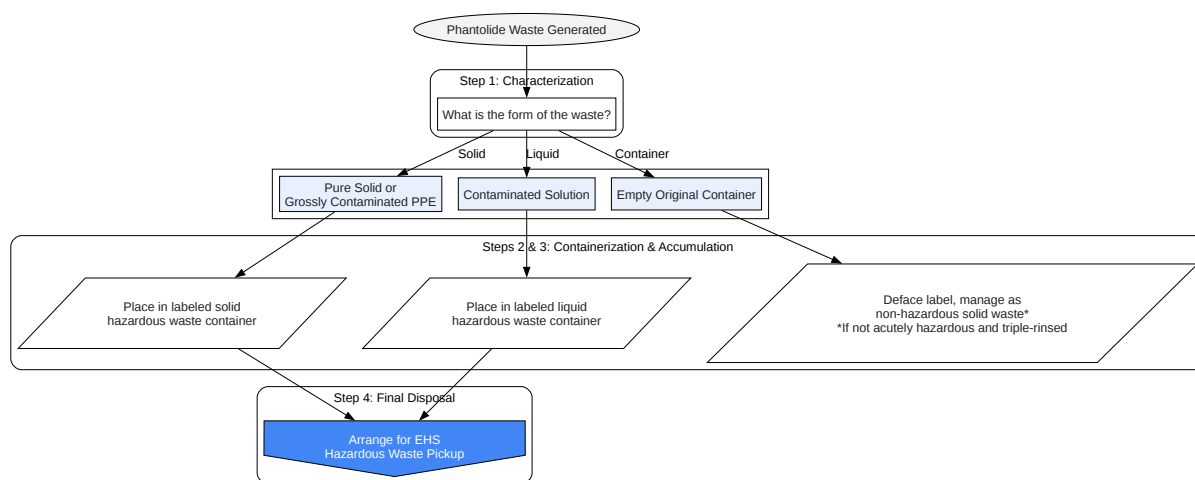 Phantolide Waste Generated
Step 1: Characterization
What is the form of the waste?
Solid
Liquid
Container
Pure Solid or
Grossly Contaminated PPE
Contaminated Solution
Empty Original Container
Steps 2 & 3: Containerization & Accumulation
Place in labeled solid
hazardous waste container
Place in labeled liquid
hazardous waste container
Deface label, manage as
non-hazardous solid waste*
*If not acutely hazardous and triple-rinsed
Step 4: Final Disposal
Arrange for EHS
Hazardous Waste Pickup